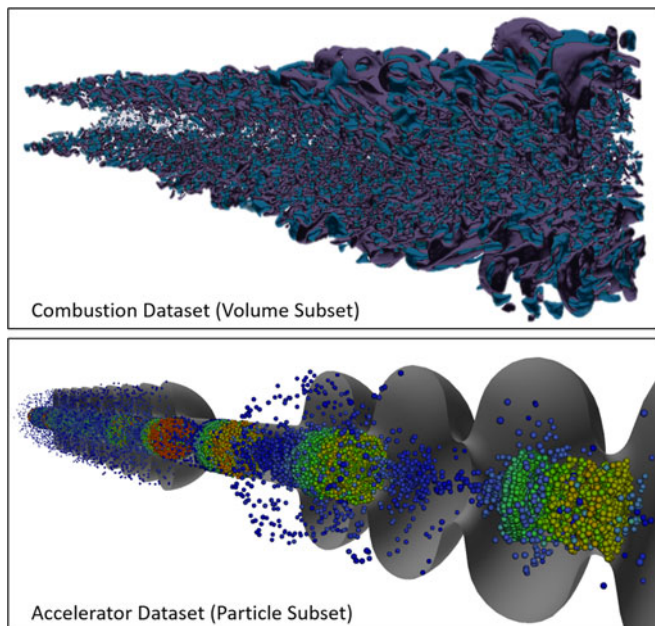 Combustion Dataset (Volume Subset)
Accelerator Dataset (Particle Subset)